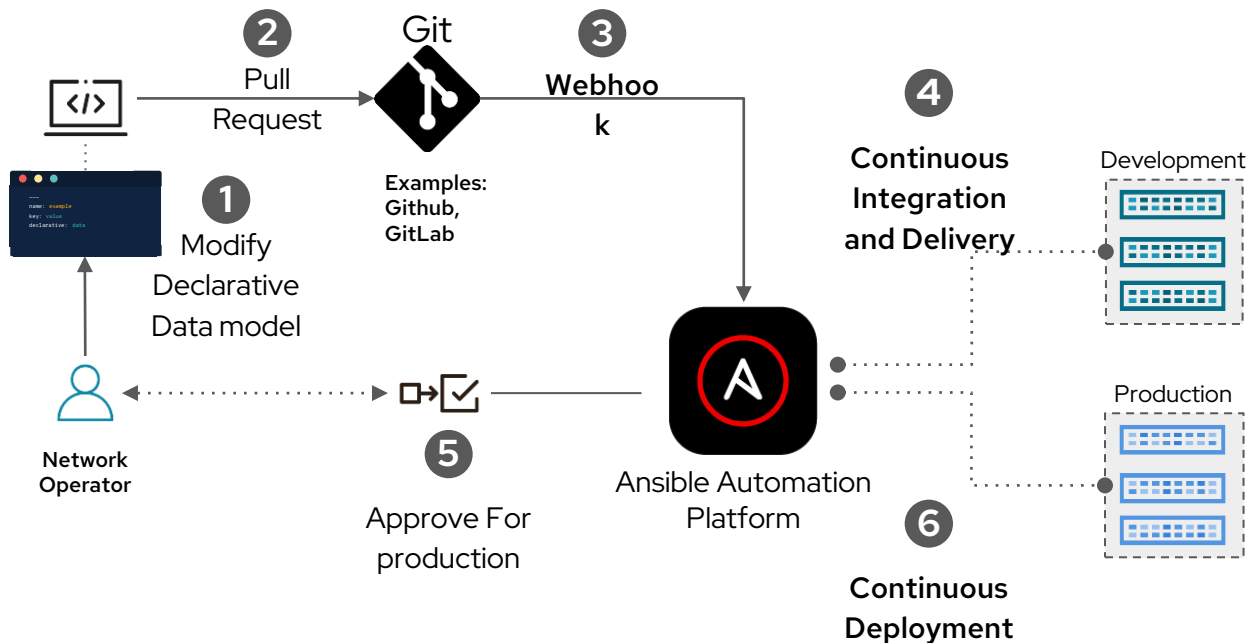 2
Pull
Request
Git
Examples:
Github,
GitLab
3
Webhoo
k
4
Continuous
Integration
and Delivery
Development
</>
---
name: example
key: value
declarative: data
1
Modify
Declarative
Data model
Network
Operator
5
Approve For
production
Ansible Automation
Platform
Production
6
Continuous
Deployment